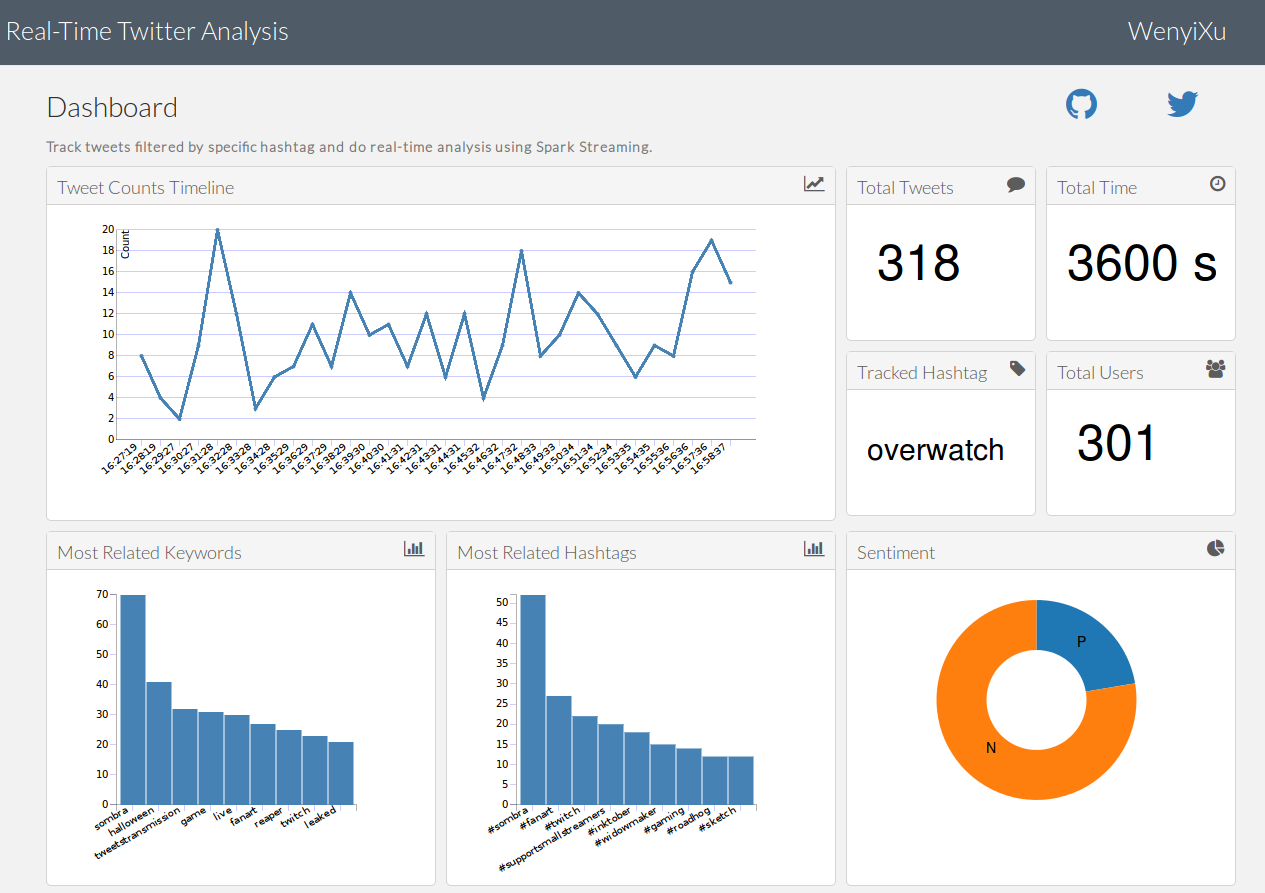 Real-Time Twitter Analysis
WenyiXu
Dashboard
Track tweets filtered by specific hashtag and do real-time analysis using Spark Streaming.
Tweet Counts Timeline
Count
20
18
16
14
12
10
8
6
4
2
0
16:27:19
16:28:19
16:29:27
16:30:27
16:31:28
16:32:28
16:33:28
16:34:28
16:35:29
16:36:29
16:37:29
16:38:29
16:39:30
16:40:30
16:41:31
16:42:31
16:43:31
16:44:31
16:45:32
16:46:32
16:47:32
16:48:33
16:49:33
16:50:34
16:51:34
16:52:34
16:53:35
16:54:35
16:55:36
16:56:36
16:57:36
16:58:37
Total Tweets
318
Total Time
3600 s
Tracked Hashtag
overwatch
Total Users
301
Most Related Keywords
70
60
50
40
30
20
10
0
sombra
halloween
tweetstransmission
game
live
fanart
reaper
twitch
leaked
Most Related Hashtags
50
45
40
35
30
25
20
15
10
5
0
#sombra
#fanart
#twitch
#supportsmallstreamers
#inktober
#widowmaker
#gaming
#roadhog
#sketch
Sentiment
P
N